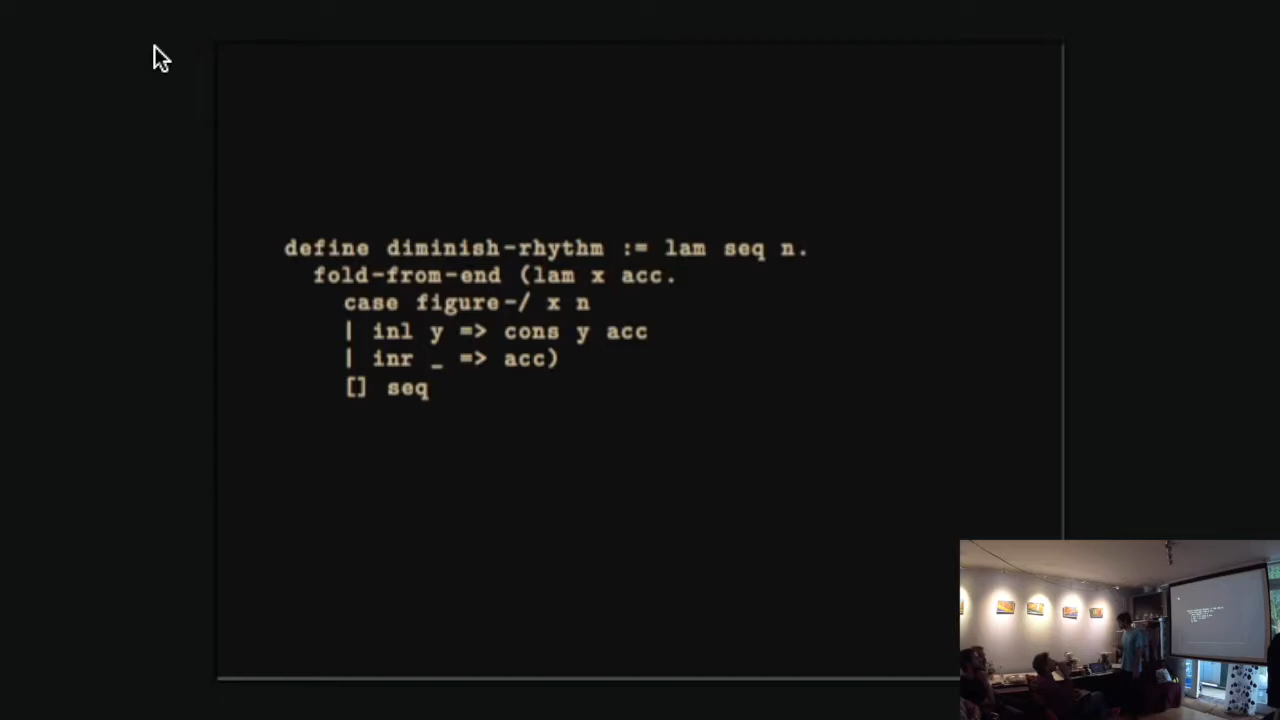 define diminish-rhythm := lam seq n.
fold-from-end (lam x acc.
case figure-/ x n
| inl y => cons y acc
| inr _ => acc)
[] seq